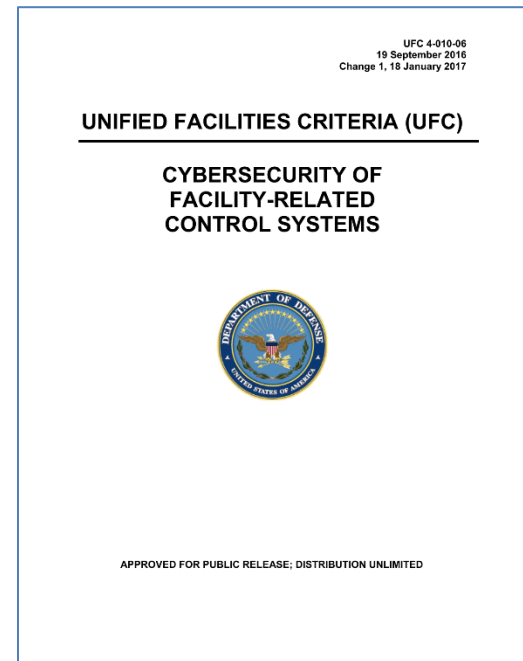 UFC 4-010-06
19 September 2016
Change 1, 18 January 2017
UNIFIED FACILITIES CRITERIA (UFC)
CYBERSECURITY OF
FACILITY-RELATED
CONTROL SYSTEMS
DEPARTMENT OF DEFENSE
UNITED STATES OF AMERICA
APPROVED FOR PUBLIC RELEASE; DISTRIBUTION UNLIMITED